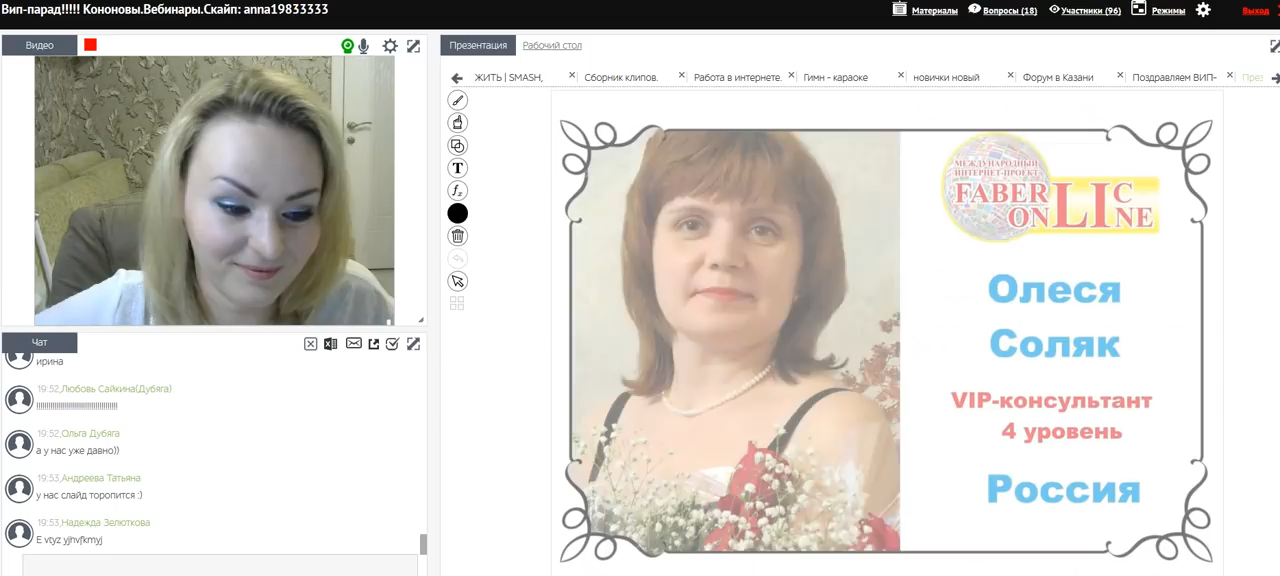 Вип-парад!!!!! Кононовы.Вебинары.Скайп: anna19833333
Материалы
Вопросы (18)
Участники (96)
Режимы
Выход
Видео
Презентация
Рабочий стол
ЖИТЬ | SMASH,
Сборник клипов.
Работа в интернете.
Гимн - караоке
новички новый
Форум в Казани
Поздравляем ВИП-
През
T
МЕЖДУНАРОДНЫЙ
ИНТЕРНЕТ-ПРОЕКТ
FABERLIC
ONLINE
Олеся
Соляк
VIP-консультант
4 уровень
Россия
Чат
ирина
19:52,Любовь Сайкина(Дубяга)
19:52,Ольга Дубяга
а у нас уже давно))
19:53,Андреева Татьяна
у нас слайд торопится :)
19:53,Надежда Зелюткова
E vtyz yjhvfkmyj